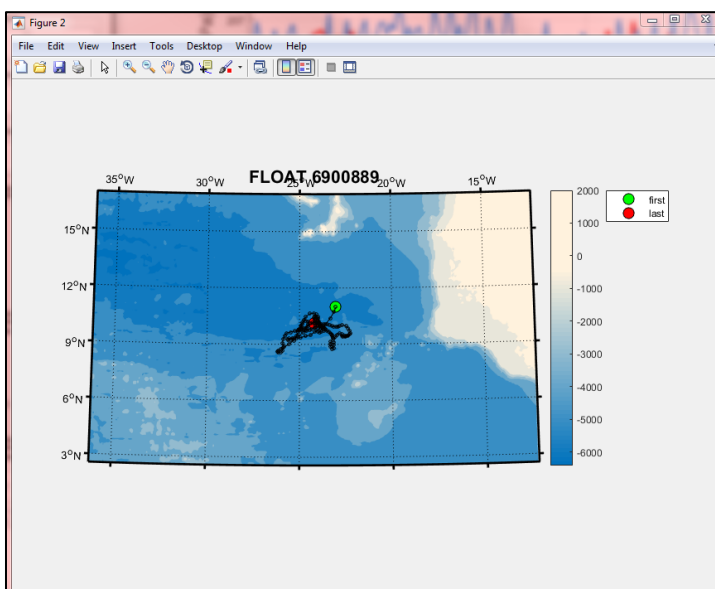 Figure 2
File Edit View Insert Tools Desktop Window Help
FLOAT 6900889
35°W 30°W 25°W 20°W 15°W
15°N
12°N
9°N
6°N
3°N
2000
1000
0
-1000
-2000
-3000
-4000
-5000
-6000
first
last